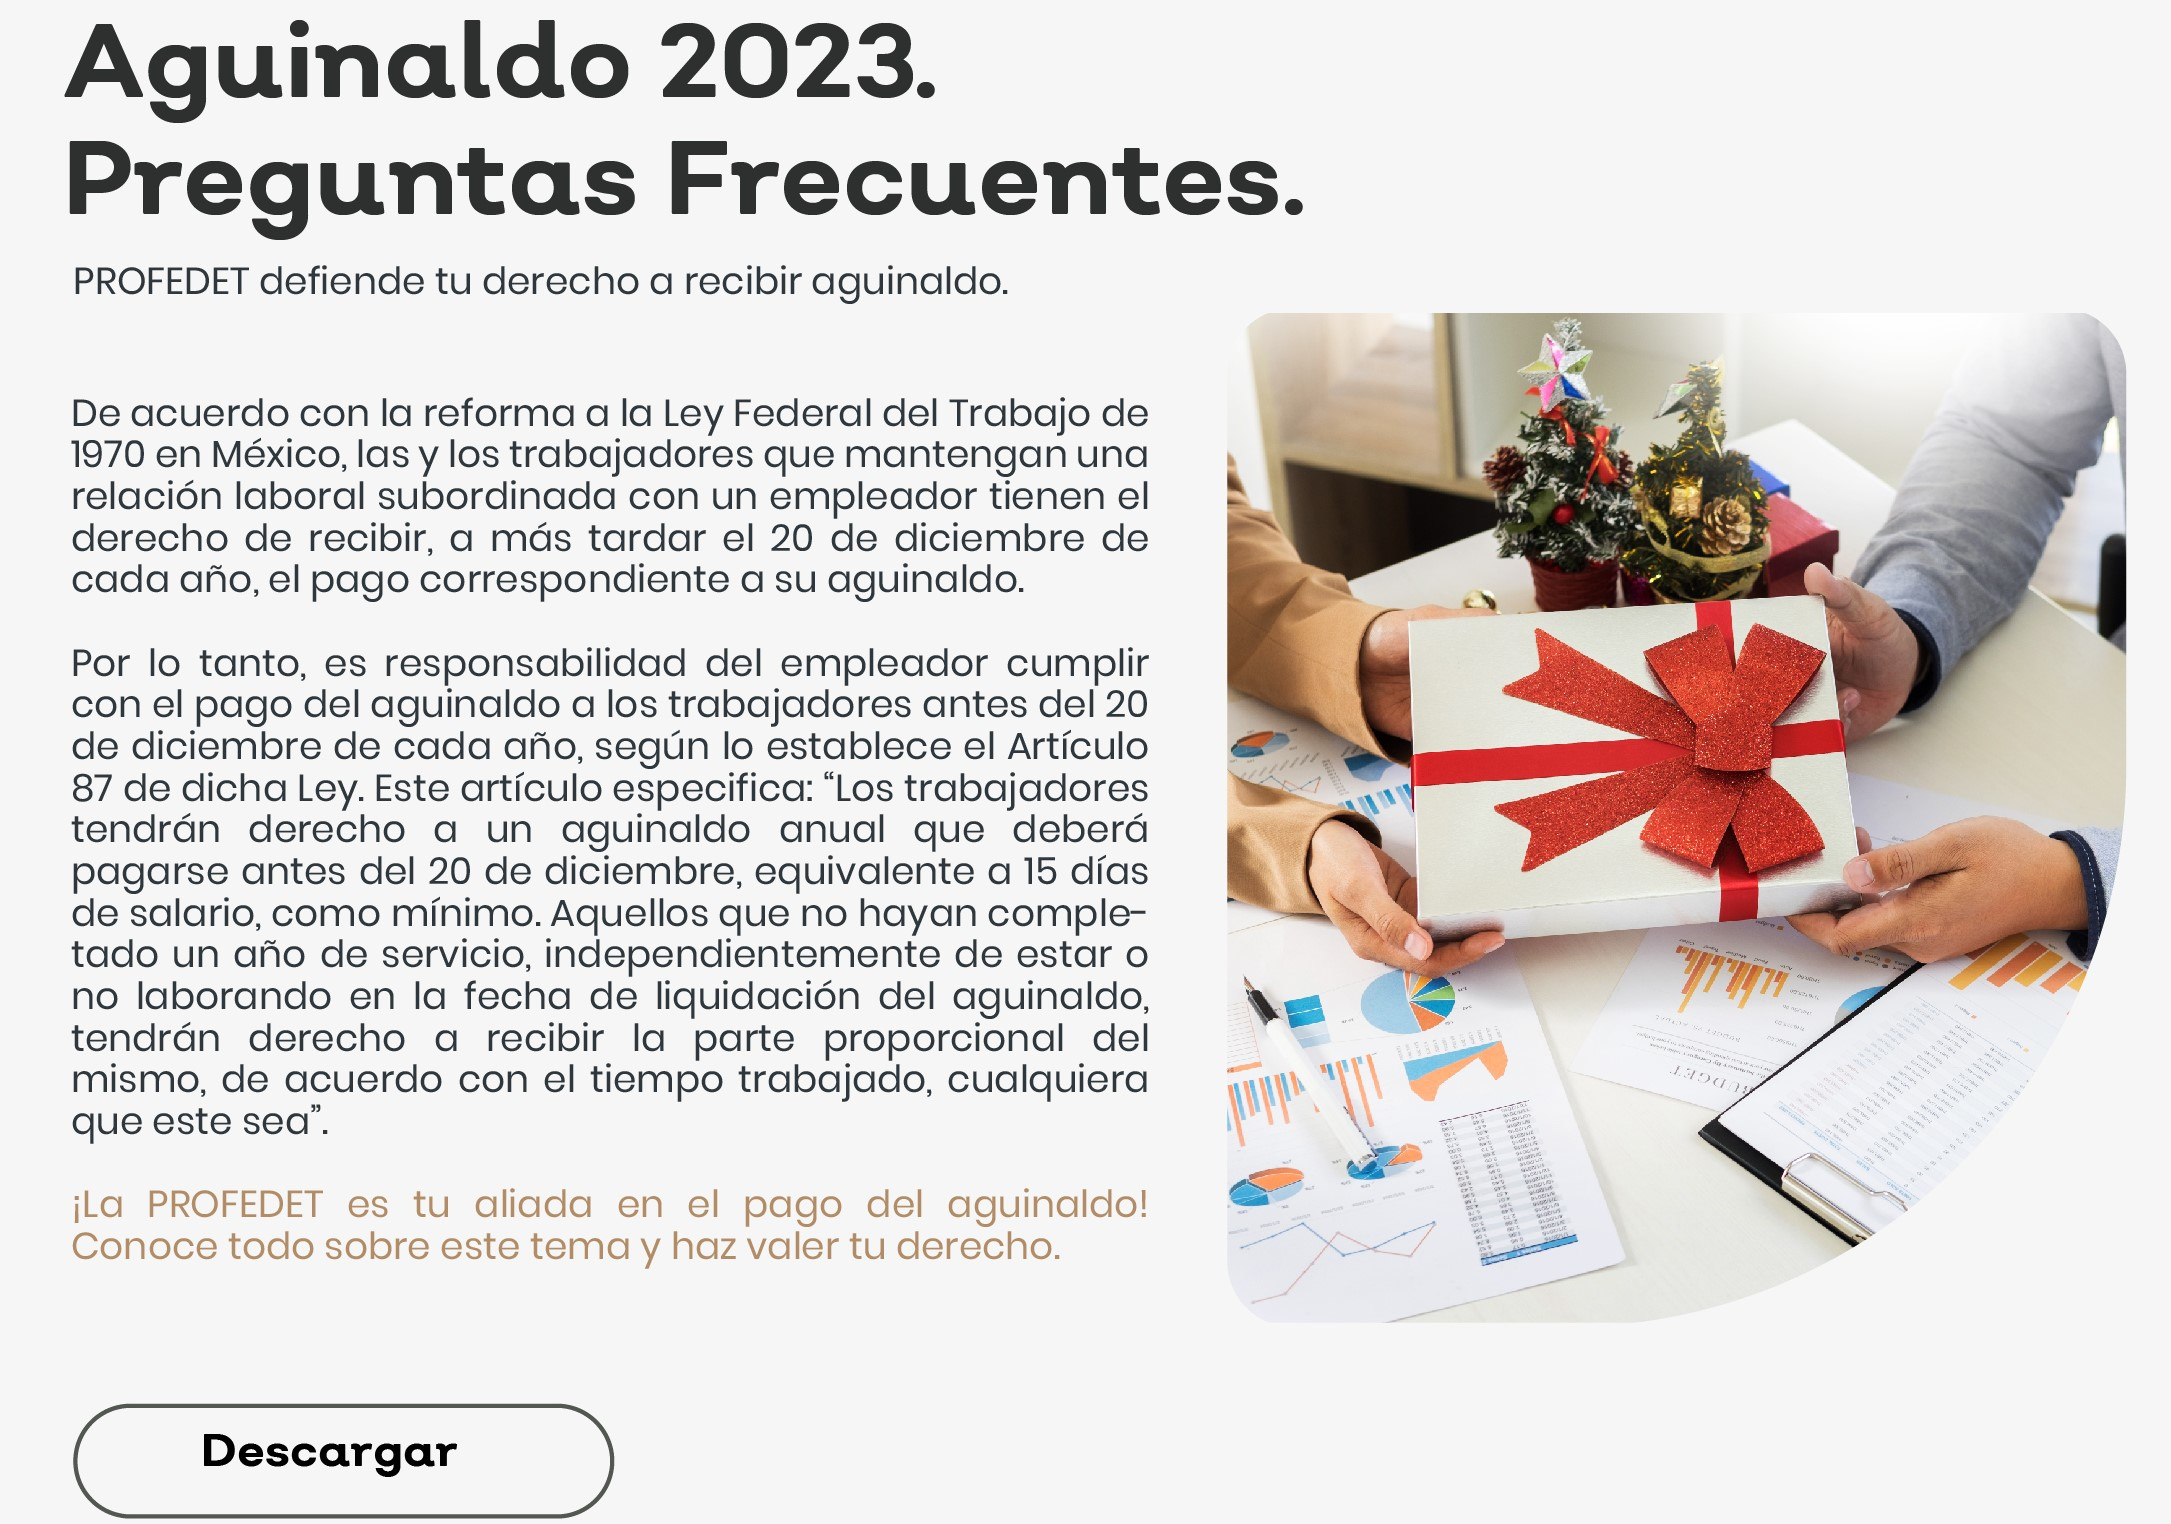 Aguinaldo 2023.
Preguntas Frecuentes.
PROFEDET defiende tu derecho a recibir aguinaldo.
De acuerdo con la reforma a la Ley Federal del Trabajo de
1970 en México, las y los trabajadores que mantengan una
relación laboral subordinada con un empleador tienen el
derecho de recibir, a más tardar el 20 de diciembre de
cada año, el pago correspondiente a su aguinaldo.
Por lo tanto, es responsabilidad del empleador cumplir
con el pago del aguinaldo a los trabajadores antes del 20
de diciembre de cada año, según lo establece el Artículo
87 de dicha Ley. Este artículo especifica: “Los trabajadores
tendrán derecho a un aguinaldo anual que deberá
pagarse antes del 20 de diciembre, equivalente a 15 días
de salario, como mínimo. Aquellos que no hayan comple-
tado un año de servicio, independientemente de estar o
no laborando en la fecha de liquidación del aguinaldo,
tendrán derecho a recibir la parte proporcional del
mismo, de acuerdo con el tiempo trabajado, cualquiera
que este sea”.
¡La PROFEDET es tu aliada en el pago del aguinaldo!
Conoce todo sobre este tema y haz valer tu derecho.
BUDGET
Descargar